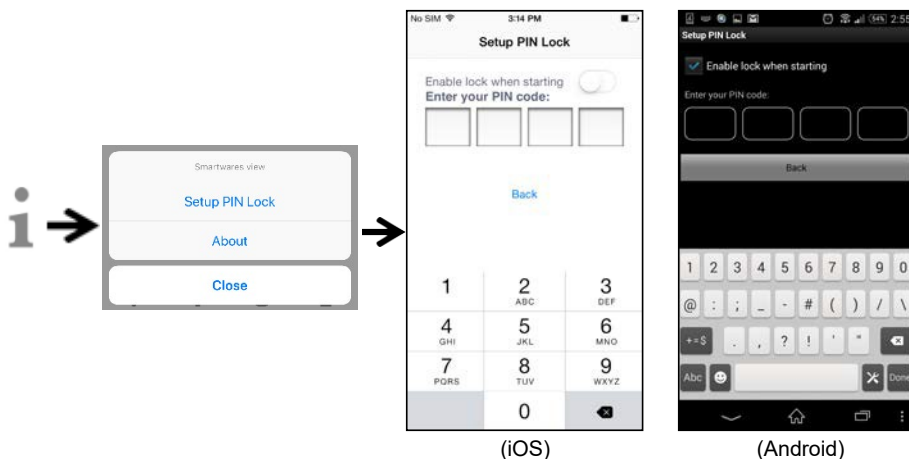 i
Smartwares view
Setup PIN Lock
About
Close
No SIM 3:14 PM
Setup PIN Lock
Enable lock when starting
Enter your PIN code:
Back
1 2 3
ABC DEF
4 5 6
GHI JKL MNO
7 8 9
PQRS TUV WXYZ
0
(iOS)
54% 2:55
Setup PIN Lock
Enable lock when starting
Enter your PIN code:
Back
1 2 3 4 5 6 7 8 9 0
@ : ; _ - # ( ) / \
+=$ . , ? ! ' "
Abc Done
(Android)